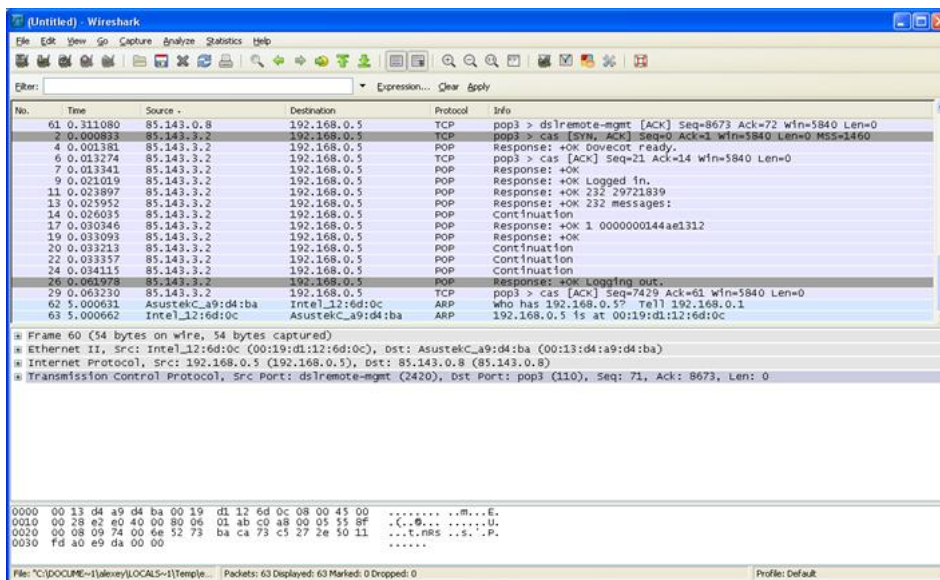 (Untitled) - Wireshark
File Edit View Go Capture Analyze Statistics Help
Filter: Expression... Clear Apply
No. Time Source Destination Protocol Info
61 0.311080 85.143.0.8 192.168.0.5 TCP pop3 > dslremote-mgmt [ACK] Seq=8673 Ack=72 Win=5840 Len=0
2 0.000833 85.143.3.2 192.168.0.5 TCP pop3 > cas [SYN, ACK] Seq=0 Ack=1 Win=5840 Len=0 MSS=1460
4 0.001381 85.143.3.2 192.168.0.5 POP Response: +OK Dovecot ready.
6 0.013274 85.143.3.2 192.168.0.5 TCP pop3 > cas [ACK] Seq=21 Ack=14 Win=5840 Len=0
7 0.013341 85.143.3.2 192.168.0.5 POP Response: +OK
9 0.021019 85.143.3.2 192.168.0.5 POP Response: +OK Logged in.
11 0.023897 85.143.3.2 192.168.0.5 POP Response: +OK 232 29721839
13 0.025952 85.143.3.2 192.168.0.5 POP Response: +OK 232 messages:
14 0.026035 85.143.3.2 192.168.0.5 POP Continuation
17 0.030346 85.143.3.2 192.168.0.5 POP Response: +OK 1 0000000144ae1312
19 0.033093 85.143.3.2 192.168.0.5 POP Response: +OK
20 0.033213 85.143.3.2 192.168.0.5 POP Continuation
22 0.033357 85.143.3.2 192.168.0.5 POP Continuation
24 0.034115 85.143.3.2 192.168.0.5 POP Continuation
26 0.061978 85.143.3.2 192.168.0.5 POP Response: +OK Logging out.
29 0.063230 85.143.3.2 192.168.0.5 TCP pop3 > cas [ACK] Seq=7429 Ack=61 Win=5840 Len=0
62 5.000631 AsustekC_a9:d4:ba Intel_12:6d:0c ARP Who has 192.168.0.5? Tell 192.168.0.1
63 5.000662 Intel_12:6d:0c AsustekC_a9:d4:ba ARP 192.168.0.5 is at 00:19:d1:12:6d:0c
Frame 60 (54 bytes on wire, 54 bytes captured)
Ethernet II, Src: Intel_12:6d:0c (00:19:d1:12:6d:0c), Dst: AsustekC_a9:d4:ba (00:13:d4:a9:d4:ba)
Internet Protocol, Src: 192.168.0.5 (192.168.0.5), Dst: 85.143.0.8 (85.143.0.8)
Transmission Control Protocol, Src Port: dslremote-mgmt (2420), Dst Port: pop3 (110), Seq: 71, Ack: 8673, Len: 0
0000 00 13 d4 a9 d4 ba 00 19 d1 12 6d 0c 08 00 45 00 ........ ..m...E.
0010 00 28 e2 e0 40 00 80 06 01 ab c0 a8 00 05 55 8f .(..@... ......U.
0020 00 08 09 74 00 6e 52 73 ba ca 73 c5 27 2e 50 11 ...t.nRs ..s.'.P.
0030 fd a0 e9 da 00 00 ......
File: "C:\DOCUME~1\alexey\LOCALS~1\Temp\e... Packets: 63 Displayed: 63 Marked: 0 Dropped: 0 Profile: Default